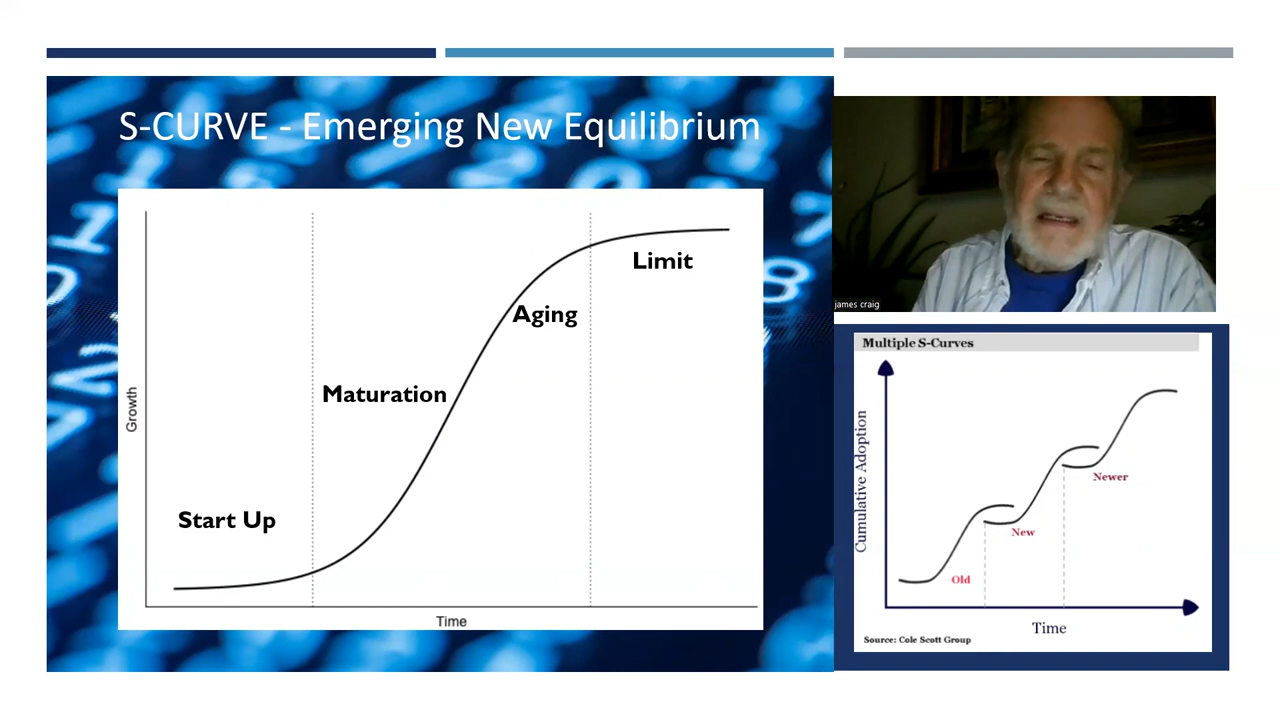 S-CURVE - Emerging New Equilibrium
Growth
Start Up
Maturation
Aging
Limit
Time
james craig
Multiple S-Curves
Cumulative Adoption
Old
New
Newer
Time
Source: Cole Scott Group